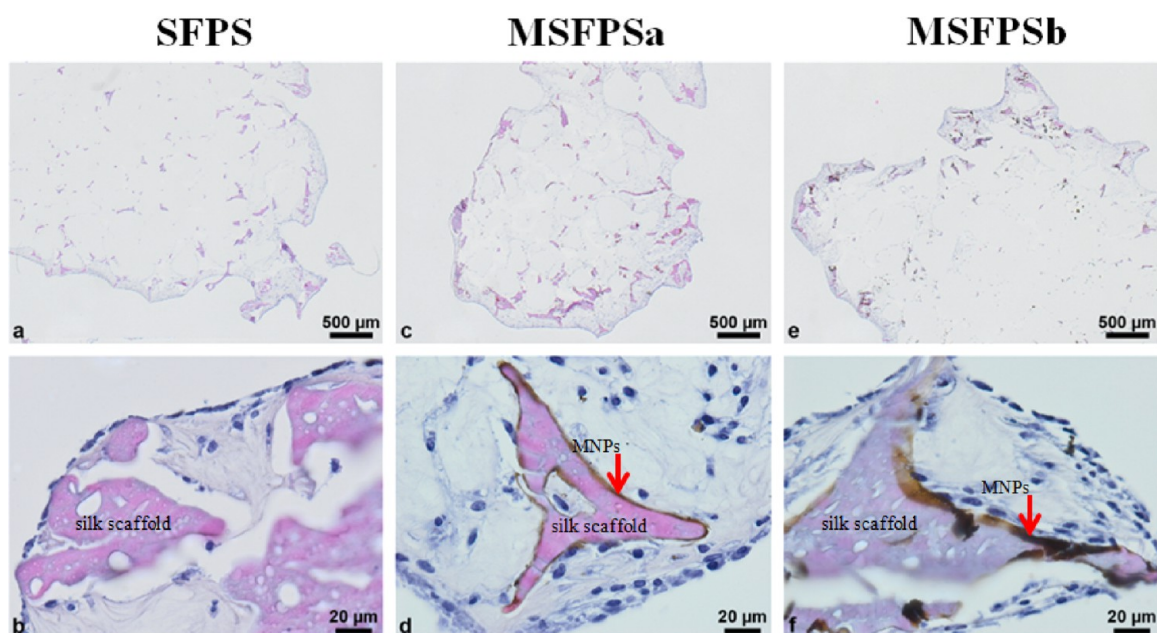 SFPS MSFPSa MSFPSb
a 500 µm c 500 µm e 500 µm
MNPs
MNPs
silk scaffold silk scaffold silk scaffold
b 20 µm d 20 µm f 20 µm